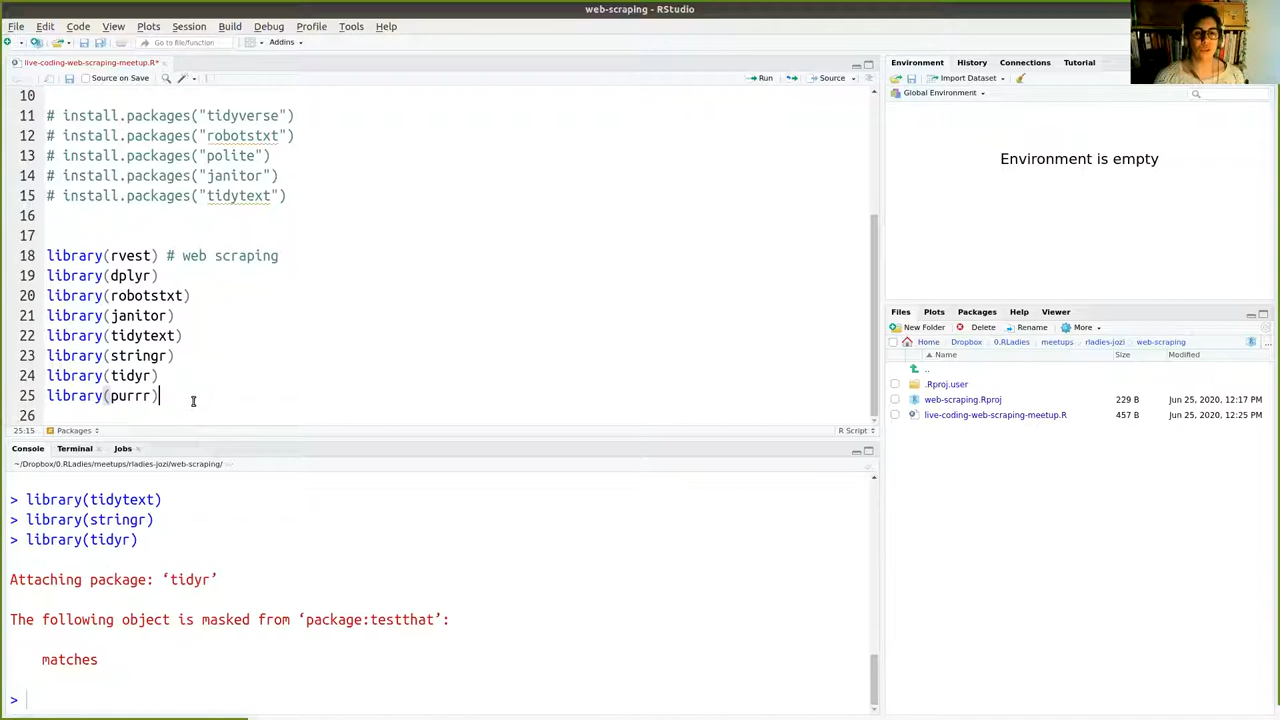 web-scraping - RStudio
File Edit Code View Plots Session Build Debug Profile Tools Help
Go to file/function Addins
live-coding-web-scraping-meetup.R*
Source on Save Run Source
10
11 # install.packages("tidyverse")
12 # install.packages("robotstxt")
13 # install.packages("polite")
14 # install.packages("janitor")
15 # install.packages("tidytext")
16
17
18 library(rvest) # web scraping
19 library(dplyr)
20 library(robotstxt)
21 library(janitor)
22 library(tidytext)
23 library(stringr)
24 library(tidyr)
25 library(purrr)
26
25:15 Packages R Script
Console Terminal Jobs
~/Dropbox/0.RLadies/meetups/rladies-jozi/web-scraping/
> library(tidytext)
> library(stringr)
> library(tidyr)
Attaching package: ‘tidyr’
The following object is masked from ‘package:testthat’:
matches
>
Environment History Connections Tutorial
Import Dataset
Global Environment
Environment is empty
Files Plots Packages Help Viewer
New Folder Delete Rename More
Home Dropbox 0.RLadies meetups rladies-jozi web-scraping
Name Size Modified
..
.Rproj.user
web-scraping.Rproj 229 B Jun 25, 2020, 12:17 PM
live-coding-web-scraping-meetup.R 457 B Jun 25, 2020, 12:25 PM